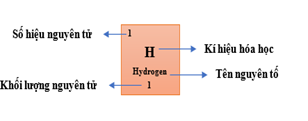 Số hiệu nguyên tử
1
H
Kí hiệu hóa học
Hydrogen
Tên nguyên tố
Khối lượng nguyên tử
1